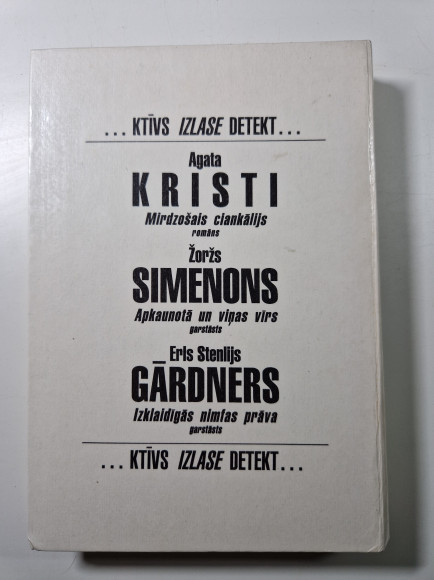 ...KTĪVS IZLASE DETEKT...
Agata
KRISTI
Mirdzošais ciankālijs
romāns
Žoržs
SIMENONS
Apkaunotā un viņas vīrs
garstāsts
Erls Stenlijs
GĀRDNERS
Izklaidīgās nimfas prāva
garstāsts
...KTĪVS IZLASE DETEKT...